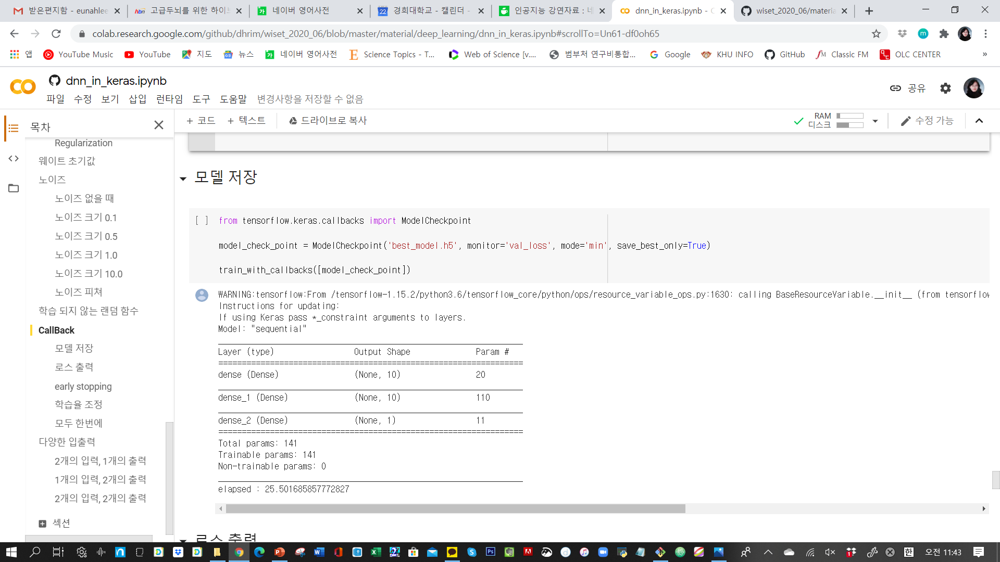 받은편지함 - eunahlee
고급두뇌를 위한 하이브
네이버 영어사전
경희대학교 - 캘린더 -
인공지능 강연자료 : 네
dnn_in_keras.ipynb - C
wiset_2020_06/materia
colab.research.google.com/github/dhrim/wiset_2020_06/blob/master/material/deep_learning/dnn_in_keras.ipynb#scrollTo=Un61-df0oh65
앱 YouTube Music YouTube 지도 뉴스 네이버 영어사전 Science Topics - T... Web of Science [v.... 범부처 연구비통합... Google KHU INFO GitHub Classic FM OLC CENTER »
dnn_in_keras.ipynb
파일 수정 보기 삽입 런타임 도구 도움말 변경사항을 저장할 수 없음
공유
+ 코드 + 텍스트 드라이브로 복사
RAM
디스크
수정 가능
목차
Regularization
웨이트 초기값
노이즈
노이즈 없을 때
노이즈 크기 0.1
노이즈 크기 0.5
노이즈 크기 1.0
노이즈 크기 10.0
노이즈 피쳐
학습 되지 않는 랜덤 함수
CallBack
모델 저장
로스 출력
early stopping
학습율 조정
모두 한번에
다양한 입출력
2개의 입력, 1개의 출력
1개의 입력, 2개의 출력
2개의 입력, 2개의 출력
섹션
모델 저장
[ ] from tensorflow.keras.callbacks import ModelCheckpoint
model_check_point = ModelCheckpoint('best_model.h5', monitor='val_loss', mode='min', save_best_only=True)
train_with_callbacks([model_check_point])
WARNING:tensorflow:From /tensorflow-1.15.2/python3.6/tensorflow_core/python/ops/resource_variable_ops.py:1630: calling BaseResourceVariable.__init__ (from tensorflow
Instructions for updating:
If using Keras pass *_constraint arguments to layers.
Model: "sequential"
Layer (type) Output Shape Param #
dense (Dense) (None, 10) 20
dense_1 (Dense) (None, 10) 110
dense_2 (Dense) (None, 1) 11
Total params: 141
Trainable params: 141
Non-trainable params: 0
elapsed : 25.501685857772827
로스 출력
한
오전 11:43